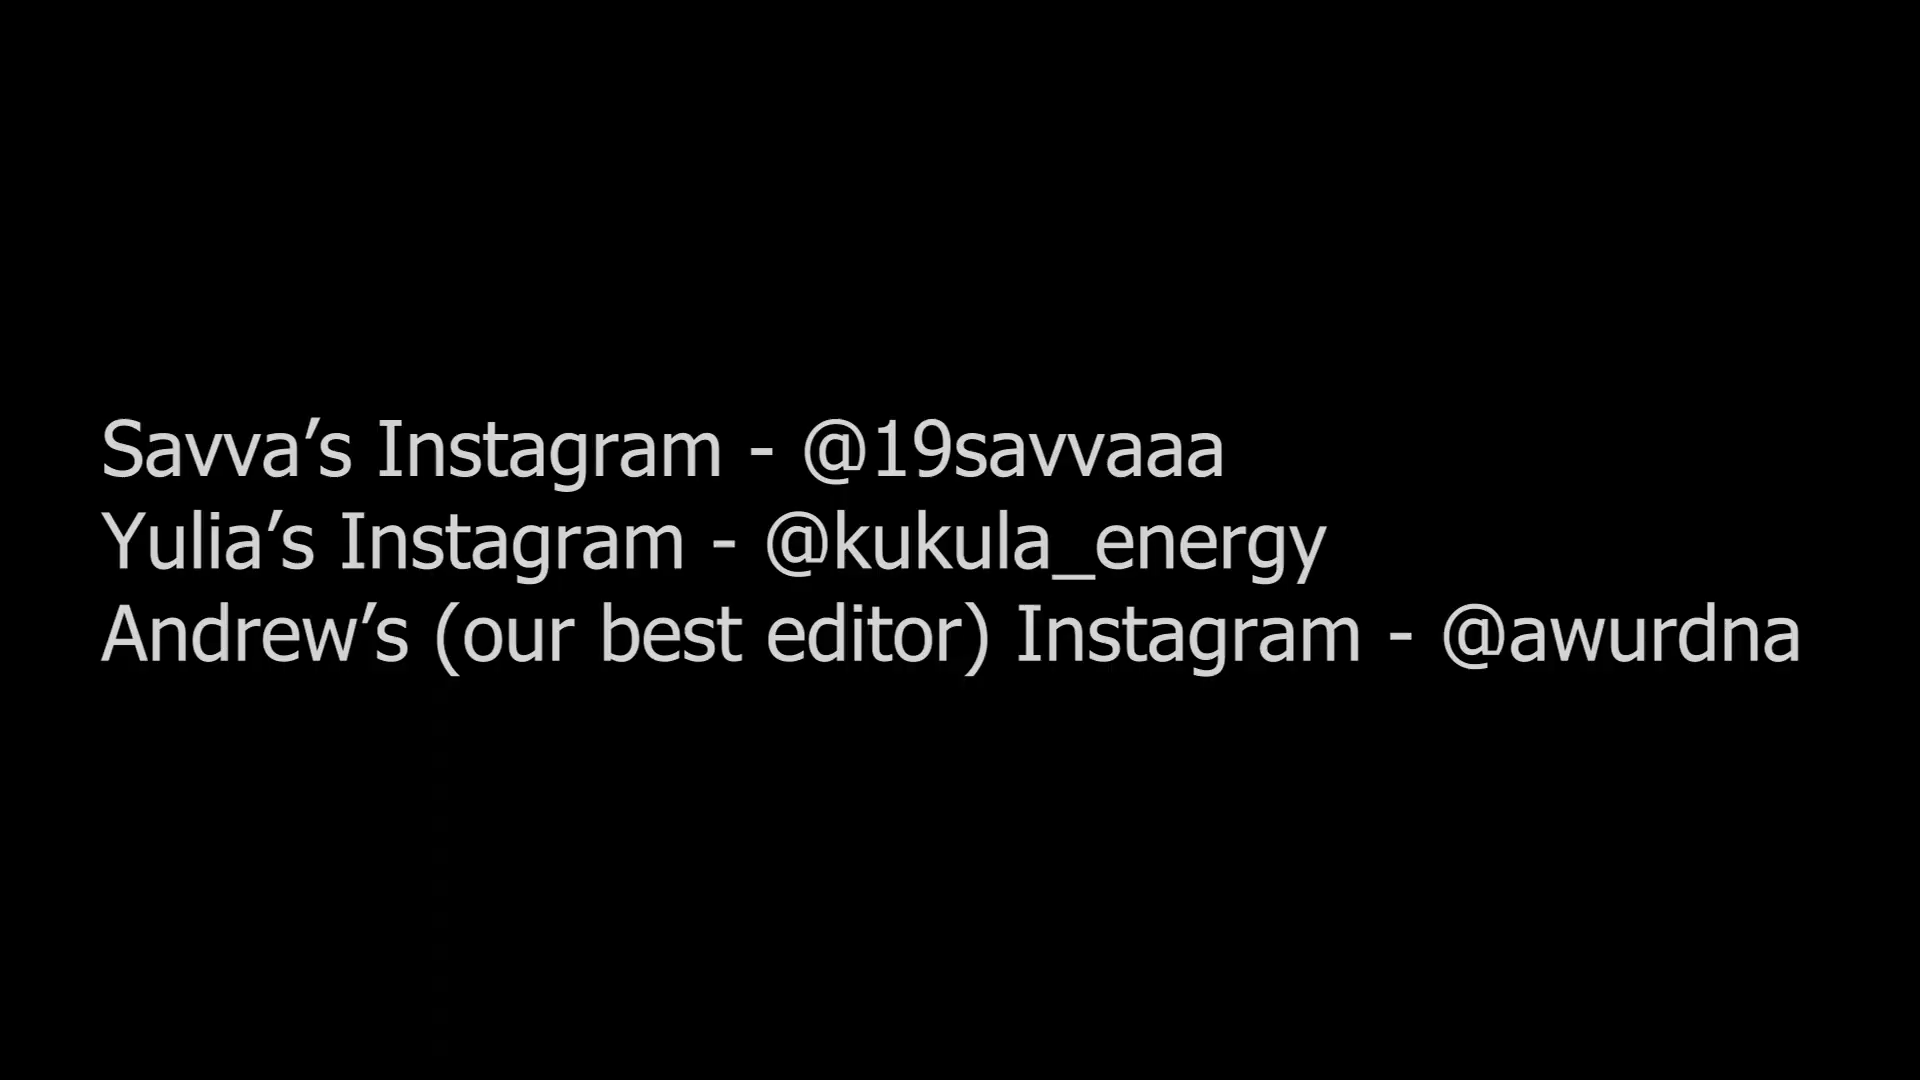 Savva’s Instagram - @19savvaaa
Yulia’s Instagram - @kukula_energy
Andrew’s (our best editor) Instagram - @awurdna